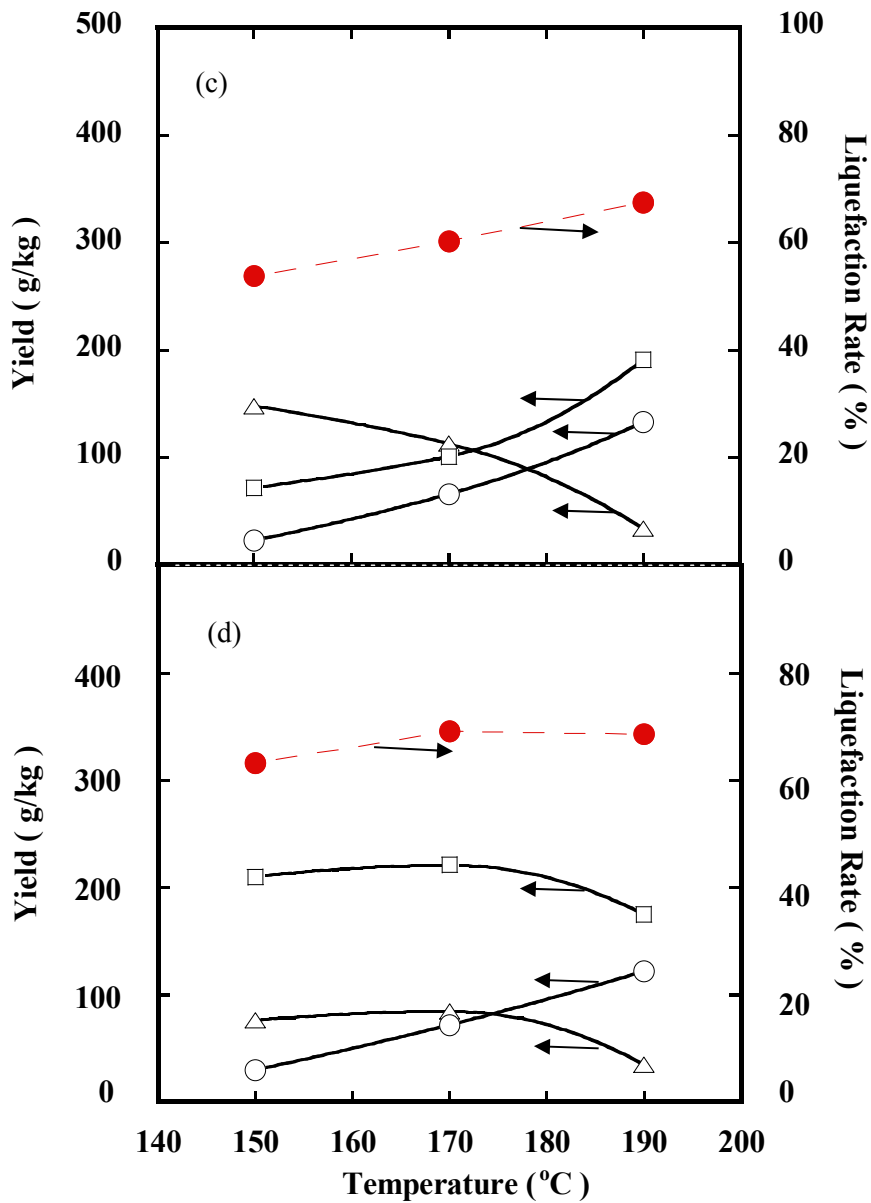 500
400
300
200
100
0
Yield ( g/kg )
(c)
100
80
60
40
20
0
Liquefaction Rate ( % )
400
300
200
100
0
Yield ( g/kg )
(d)
80
60
40
20
0
Liquefaction Rate ( % )
140 150 160 170 180 190 200
Temperature ( °C )